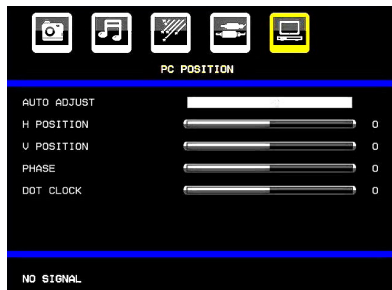 PC POSITION
AUTO ADJUST
H POSITION 0
V POSITION 0
PHASE 0
DOT CLOCK 0
NO SIGNAL